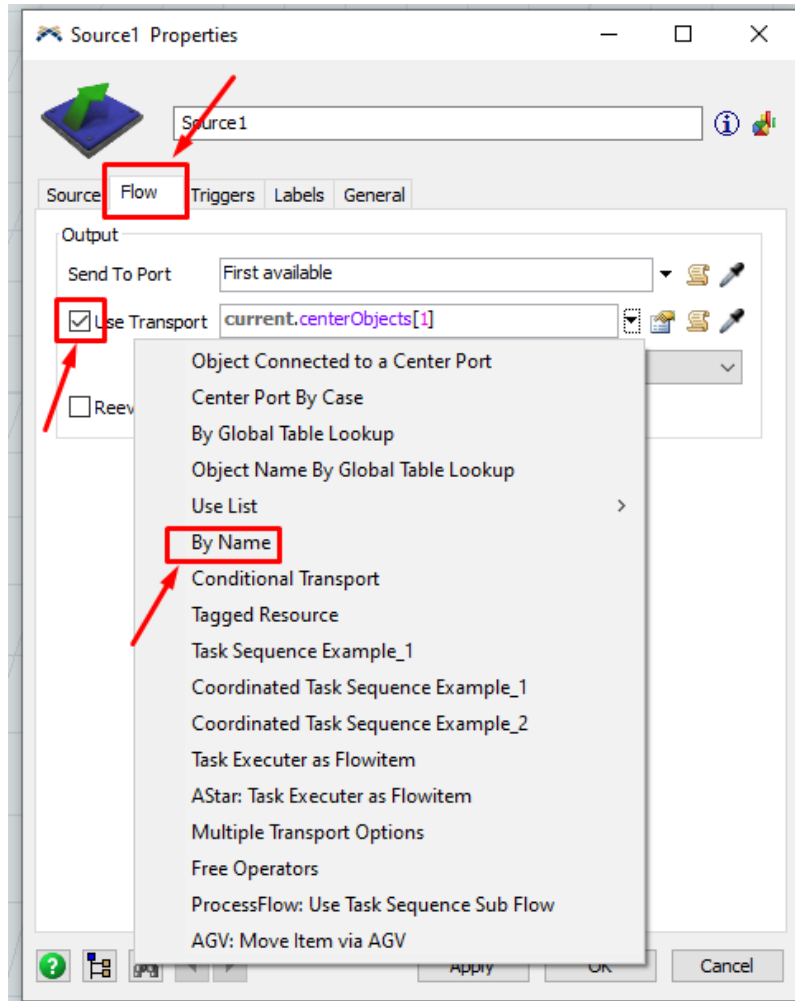 Source1 Properties
Source1
Source Flow Triggers Labels General
Output
Send To Port First available
Use Transport current.centerObjects[1]
Object Connected to a Center Port
Center Port By Case
Reev
By Global Table Lookup
Object Name By Global Table Lookup
Use List
By Name
Conditional Transport
Tagged Resource
Task Sequence Example_1
Coordinated Task Sequence Example_1
Coordinated Task Sequence Example_2
Task Executer as Flowitem
AStar: Task Executer as Flowitem
Multiple Transport Options
Free Operators
ProcessFlow: Use Task Sequence Sub Flow
AGV: Move Item via AGV
Apply OK Cancel